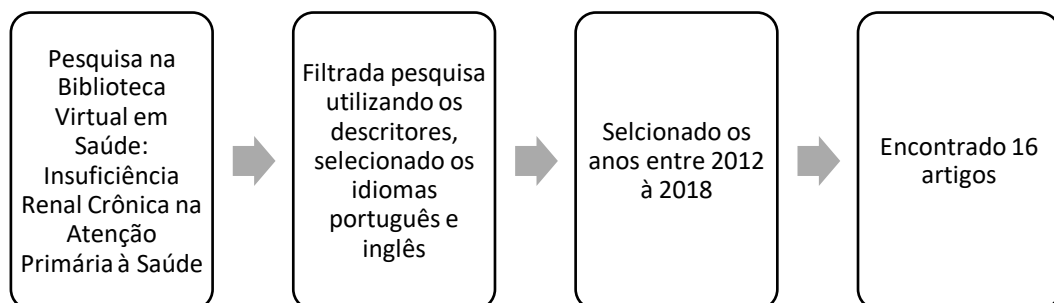 Pesquisa na
Biblioteca
Virtual em
Saúde:
Insuficiência
Renal Crônica na
Atenção
Primária à Saúde
Filtrada pesquisa
utilizando os
descritores,
selecionado os
idiomas
português e
inglês
Selcionado os
anos entre 2012
à 2018
Encontrado 16
artigos